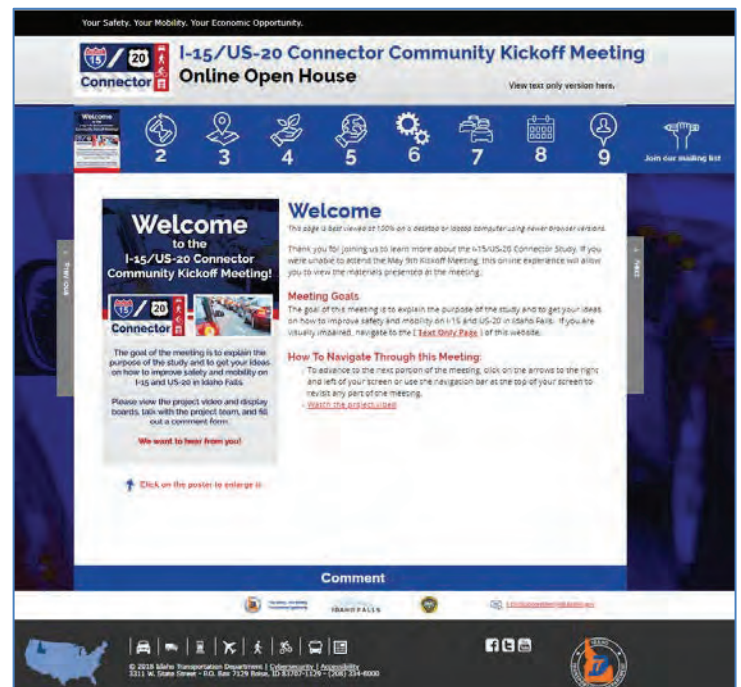 Your Safety. Your Mobility. Your Economic Opportunity.
15 / 20
Connector
I-15/US-20 Connector Community Kickoff Meeting
Online Open House
View text only version here.
Welcome
2
3
4
5
6
7
8
9
Join our mailing list
Previous
Next
Welcome
to the
I-15/US-20 Connector
Community Kickoff Meeting!
15 / 20
Connector
The goal of the meeting is to explain the
purpose of the study and to get your ideas
on how to improve safety and mobility on
I-15 and US-20 in Idaho Falls.
Please view the project video and display
boards, talk with the project team, and fill
out a comment form.
We want to hear from you!
Click on the poster to enlarge it
Welcome
This page is best viewed at 100% on a desktop or laptop computer using newer browser versions.
Thank you for joining us to learn more about the I-15/US-20 Connector Study. If you
were unable to attend the May 9th Kickoff Meeting, this online experience will allow
you to view the materials presented at the meeting.
Meeting Goals
The goal of this meeting is to explain the purpose of the study and to get your ideas
on how to improve safety and mobility on I-15 and US-20 in Idaho Falls. If you are
visually impaired, navigate to the [ Text Only Page ] of this website.
How To Navigate Through this Meeting:
To advance to the next portion of the meeting, click on the arrows to the right
and left of your screen or use the navigation bar at the top of your screen to
revisit any part of the meeting.
Watch the project video
Comment
IDAHO FALLS
© 2018 Idaho Transportation Department | Cybersecurity | Accessibility
3311 W. State Street - P.O. Box 7129 Boise, ID 83707-1129 - (208) 334-8000